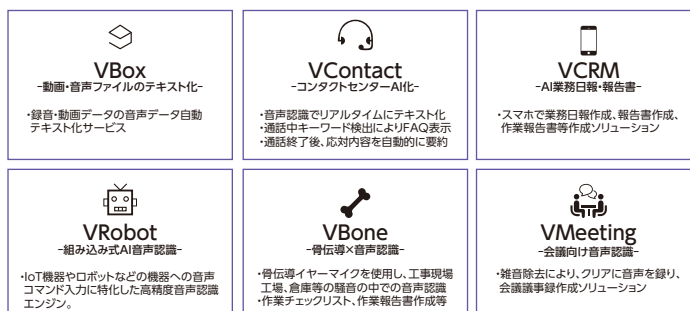 VBox
-動画・音声ファイルのテキスト化-
・録音・動画データの音声データ自動
テキスト化サービス
VContact
-コンタクトセンターAI化-
・音声認識でリアルタイムにテキスト化
・通話中キーワード検出によりFAQ表示
・通話終了後、応対内容を自動的に要約
VCRM
-AI業務日報・報告書-
・スマホで業務日報作成、報告書作成、
作業報告書等作成ソリューション
VRobot
-組み込み式AI音声認識-
・IoT機器やロボットなどの機器への音声
コマンド入力に特化した高精度音声認識
エンジン。
VBone
-骨伝導×音声認識-
・骨伝導イヤーマイクを使用し、工事現場
工場、倉庫等の騒音の中での音声認識
・作業チェックリスト、作業報告書作成等
VMeeting
-会議向け音声認識-
・雑音除去により、クリアに音声を録り、
会議議事録作成ソリューション